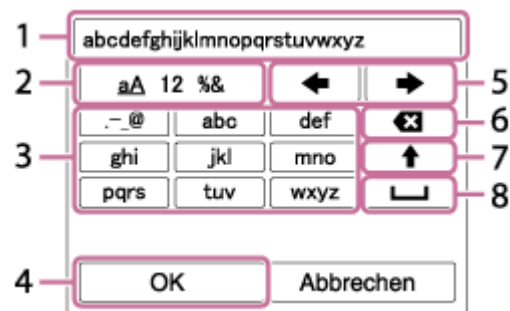 1 abcdefghijklmnopqrstuvwxyz
2 aA 12 %& 5
.-_@ abc def 6
3 ghi jkl mno 7
pqrs tuv wxyz 8
4 OK Abbrechen